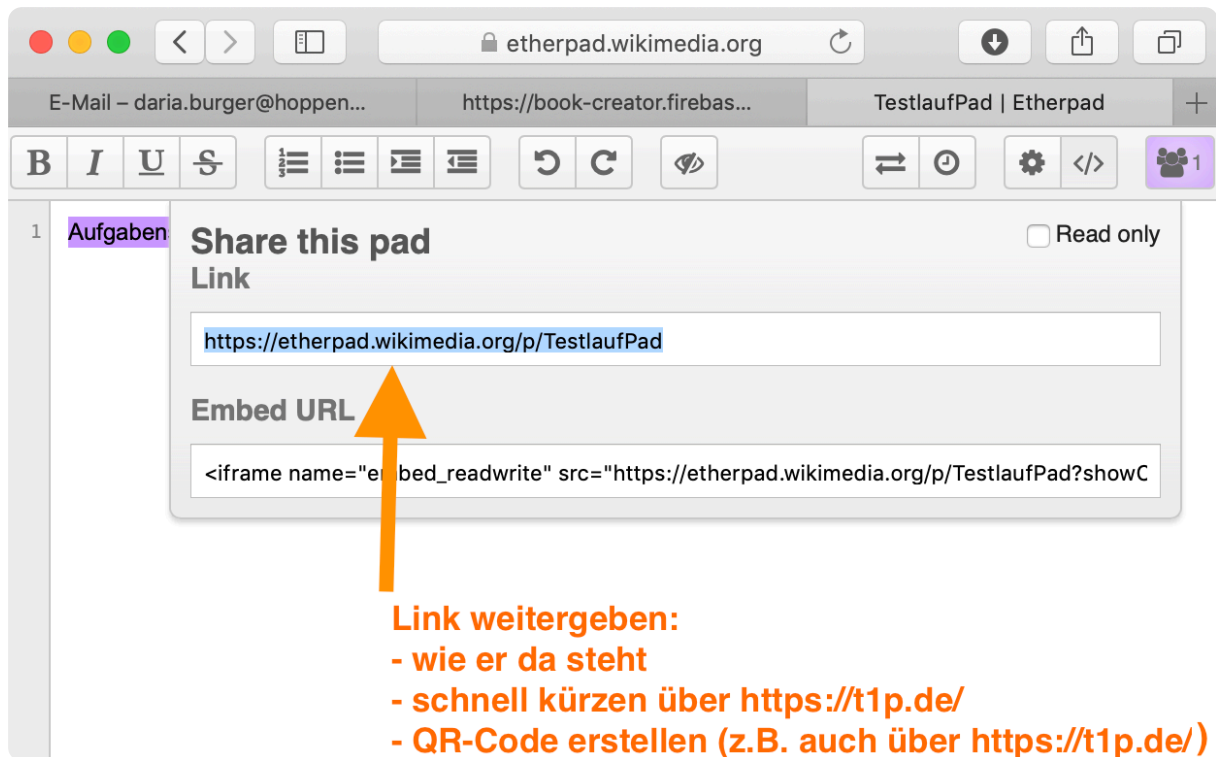 etherpad.wikimedia.org
E-Mail – daria.burger@hoppen... https://book-creator.firebas... TestlaufPad | Etherpad
B I U S 1
1 Aufgaben
Share this pad
Read only
Link
https://etherpad.wikimedia.org/p/TestlaufPad
Embed URL
<iframe name="embed_readwrite" src="https://etherpad.wikimedia.org/p/TestlaufPad?showC
Link weitergeben:
- wie er da steht
- schnell kürzen über https://t1p.de/
- QR-Code erstellen (z.B. auch über https://t1p.de/)